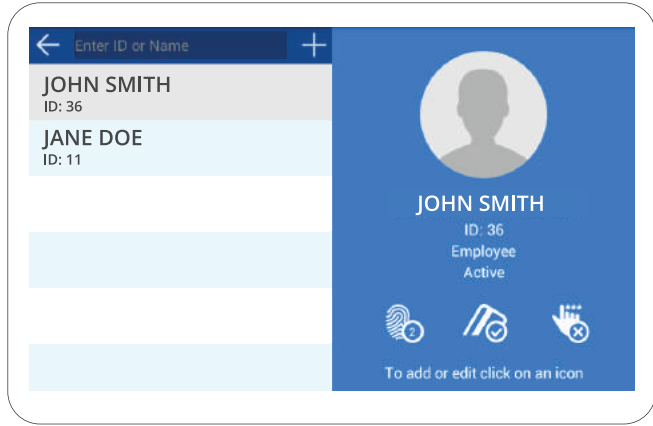 Enter ID or Name
JOHN SMITH
ID: 36
JANE DOE
ID: 11
JOHN SMITH
ID: 36
Employee
Active
2
To add or edit click on an icon